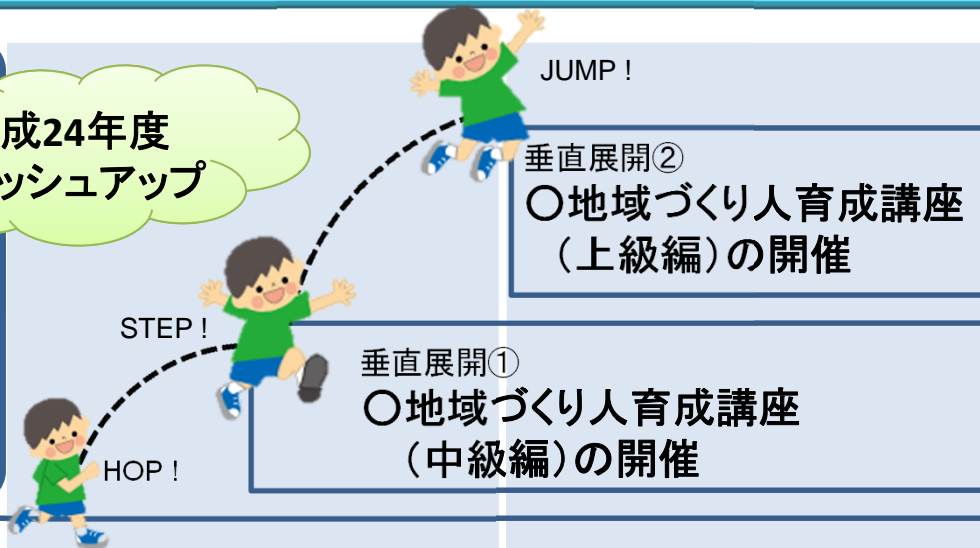 成24年度
ッシュアップ
JUMP!
垂直展開②
○地域づくり人育成講座
(上級編)の開催
STEP!
垂直展開①
○地域づくり人育成講座
(中級編)の開催
HOP!